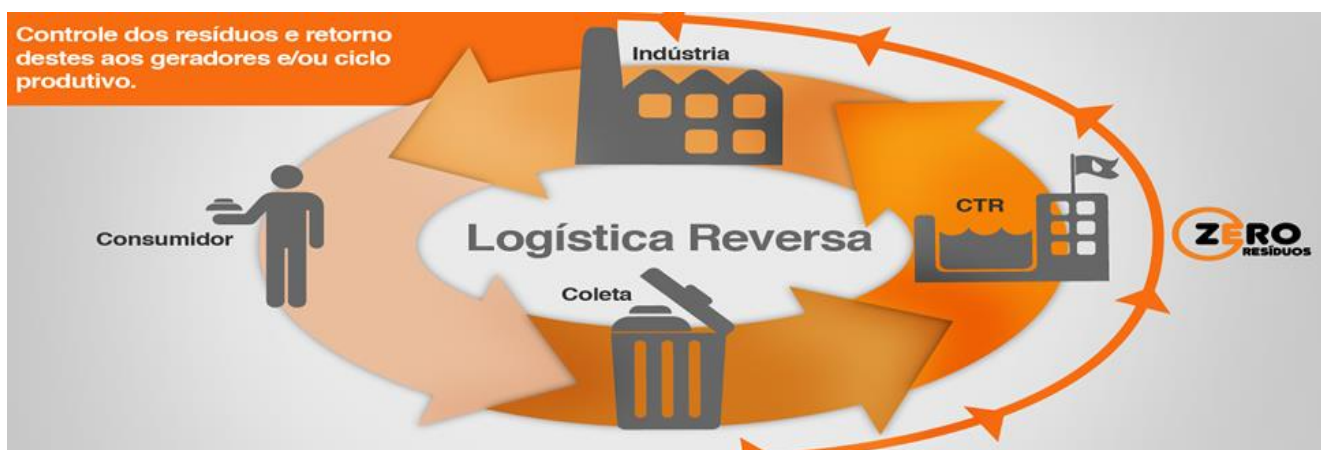 Controle dos resíduos e retorno
destes aos geradores e/ou ciclo
produtivo.
Indústria
Consumidor
Logística Reversa
CTR
ZERO
RESÍDUOS
Coleta